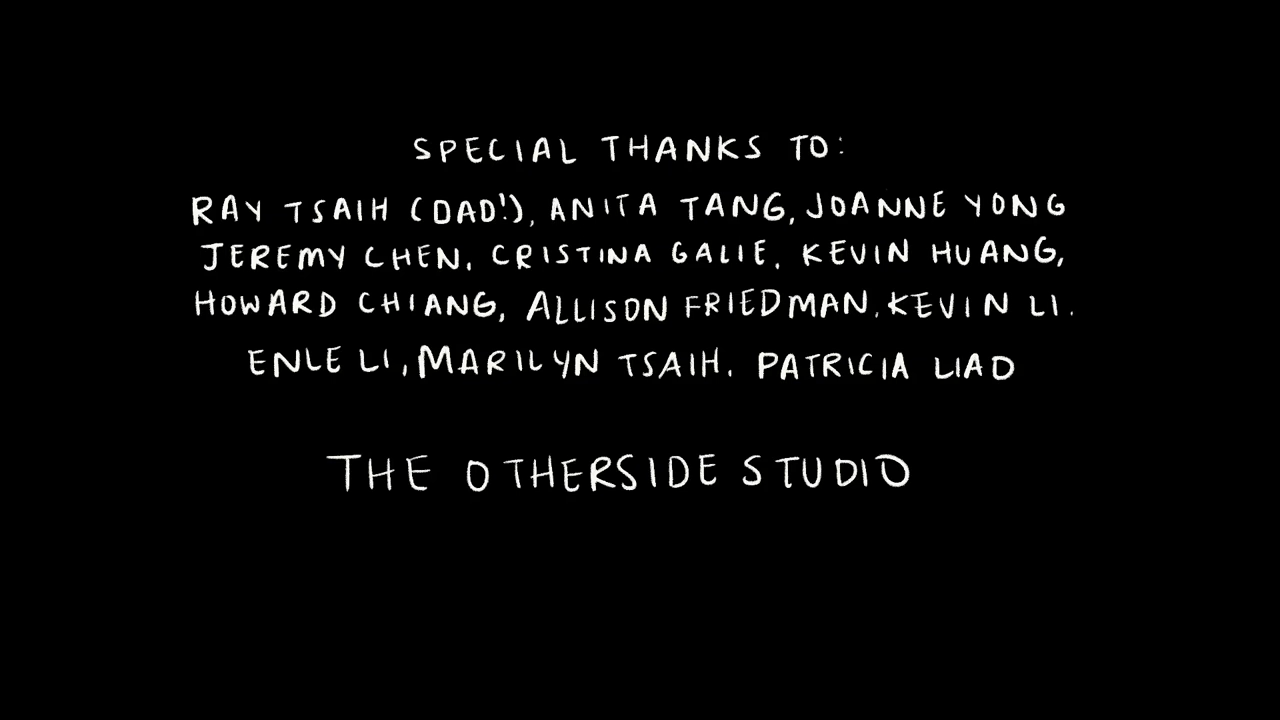 SPECIAL THANKS TO:
RAY TSAIH (DAD!), ANITA TANG, JOANNE YONG
JEREMY CHEN, CRISTINA GALIE, KEVIN HUANG,
HOWARD CHIANG, ALLISON FRIEDMAN, KEVIN LI.
ENLE LI, MARILYN TSAIH. PATRICIA LIAO
THE OTHERSIDE STUDIO